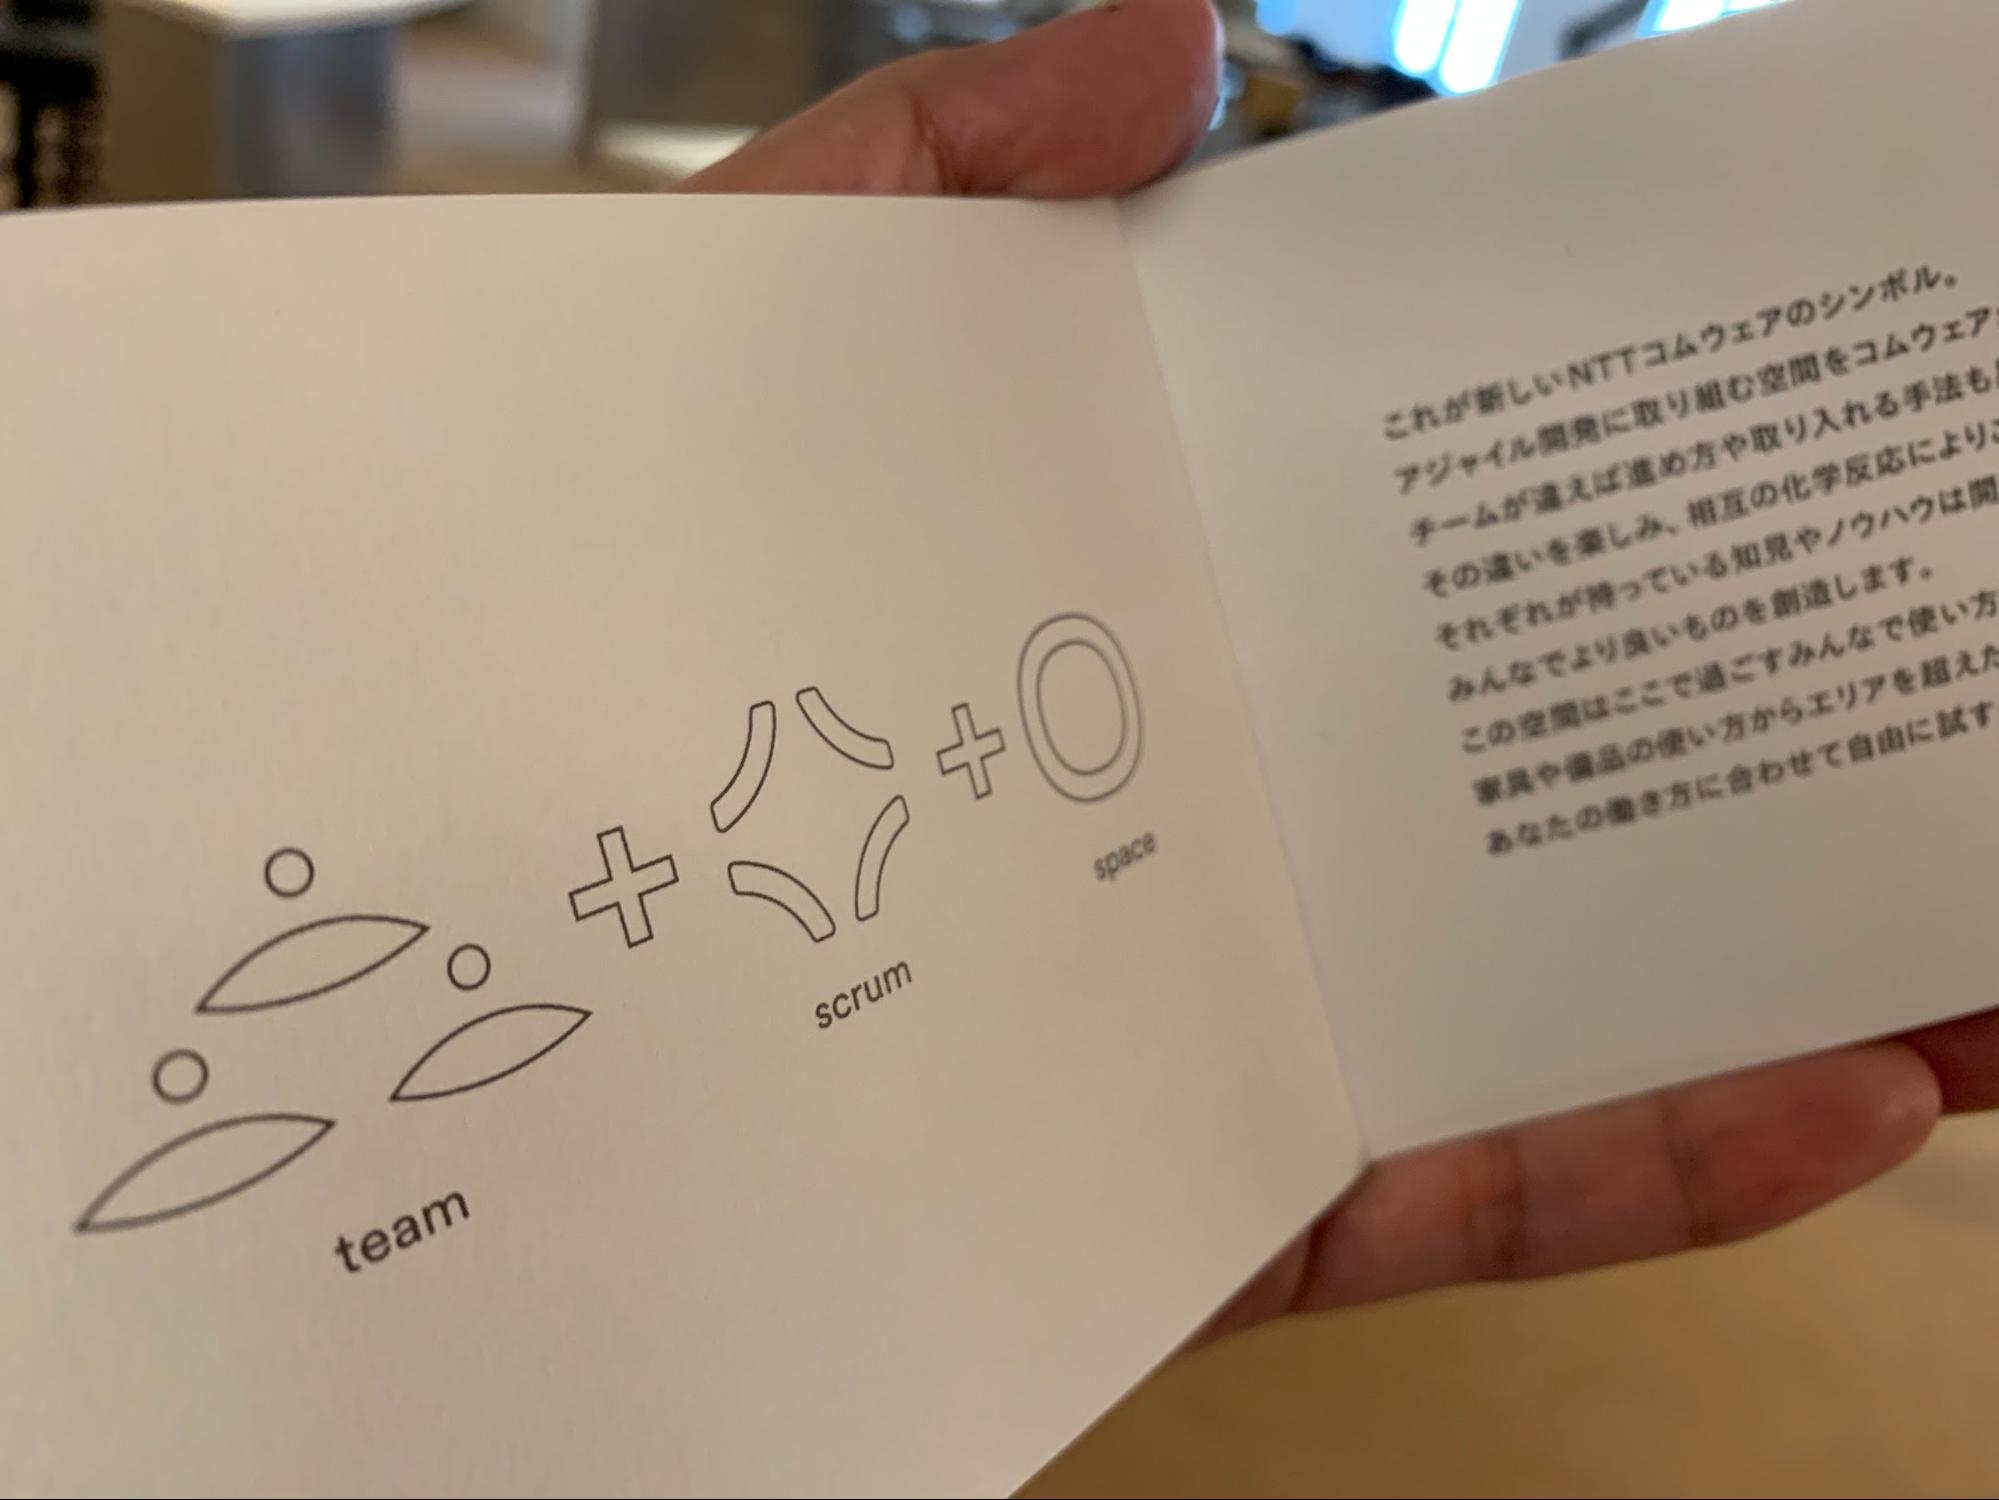 team
+
scrum
+
space
これが新しいNTTコムウェアのシンボル。
アジャイル開発に取り組む空間をコムウェア
チームが違えば進め方や取り入れる手法も
その違いを楽しみ、相互の化学反応により
それぞれが持っている知見やノウハウは開
みんなでより良いものを創造します。
この空間はここで過ごすみんなで使い方
家具や備品の使い方からエリアを超えた
あなたの働き方に合わせて自由に試す